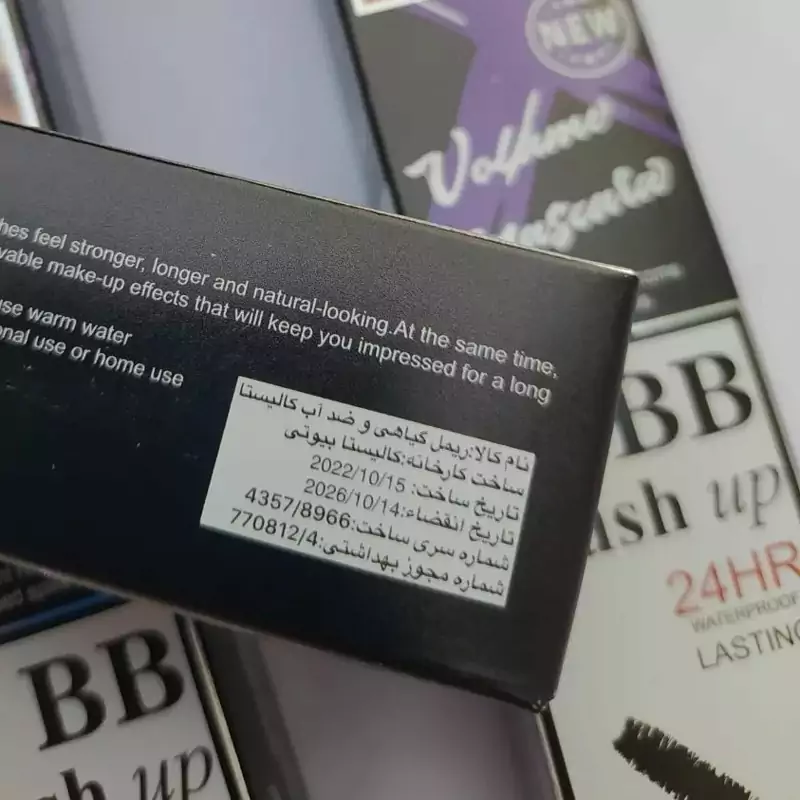 NEW
Volume
hes feel stronger, longer and natural-looking.At the same time,
vable make-up effects that will keep you impressed for a long
use warm water
onal use or home use
نام کالا:ریمل گیاهی و ضد آب کالیستا
ساخت کارخانه:کالیستا بیوتی
تاریخ ساخت: 2022/10/15
تاریخ انقضاء:2026/10/14
شماره سری ساخت:4357/8966
شماره مجوز بهداشتی:770812/4
BB
ash up
24HR
WATERPROOF
LASTING
BB
sh up